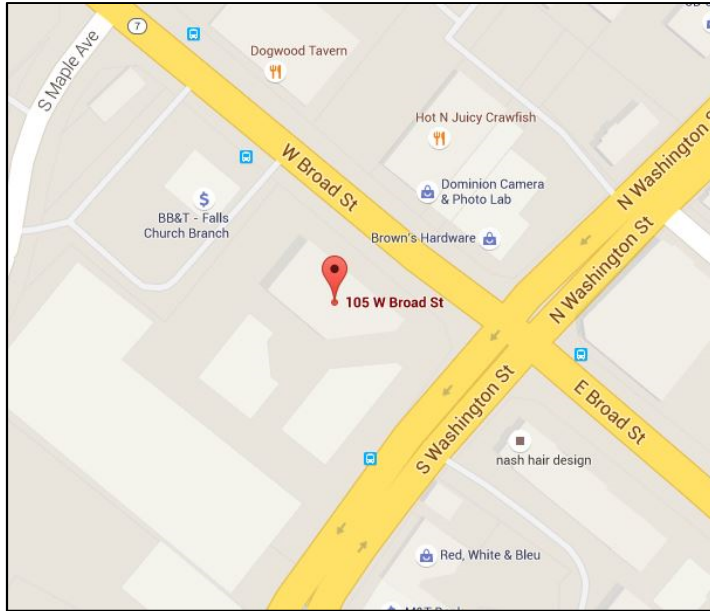 7
S Maple Ave
Dogwood Tavern
Hot N Juicy Crawfish
W Broad St
N Washington St
$
BB&T - Falls
Church Branch
Dominion Camera
& Photo Lab
Brown's Hardware
N Washington St
105 W Broad St
S Washington St
E Broad St
nash hair design
Red, White & Bleu